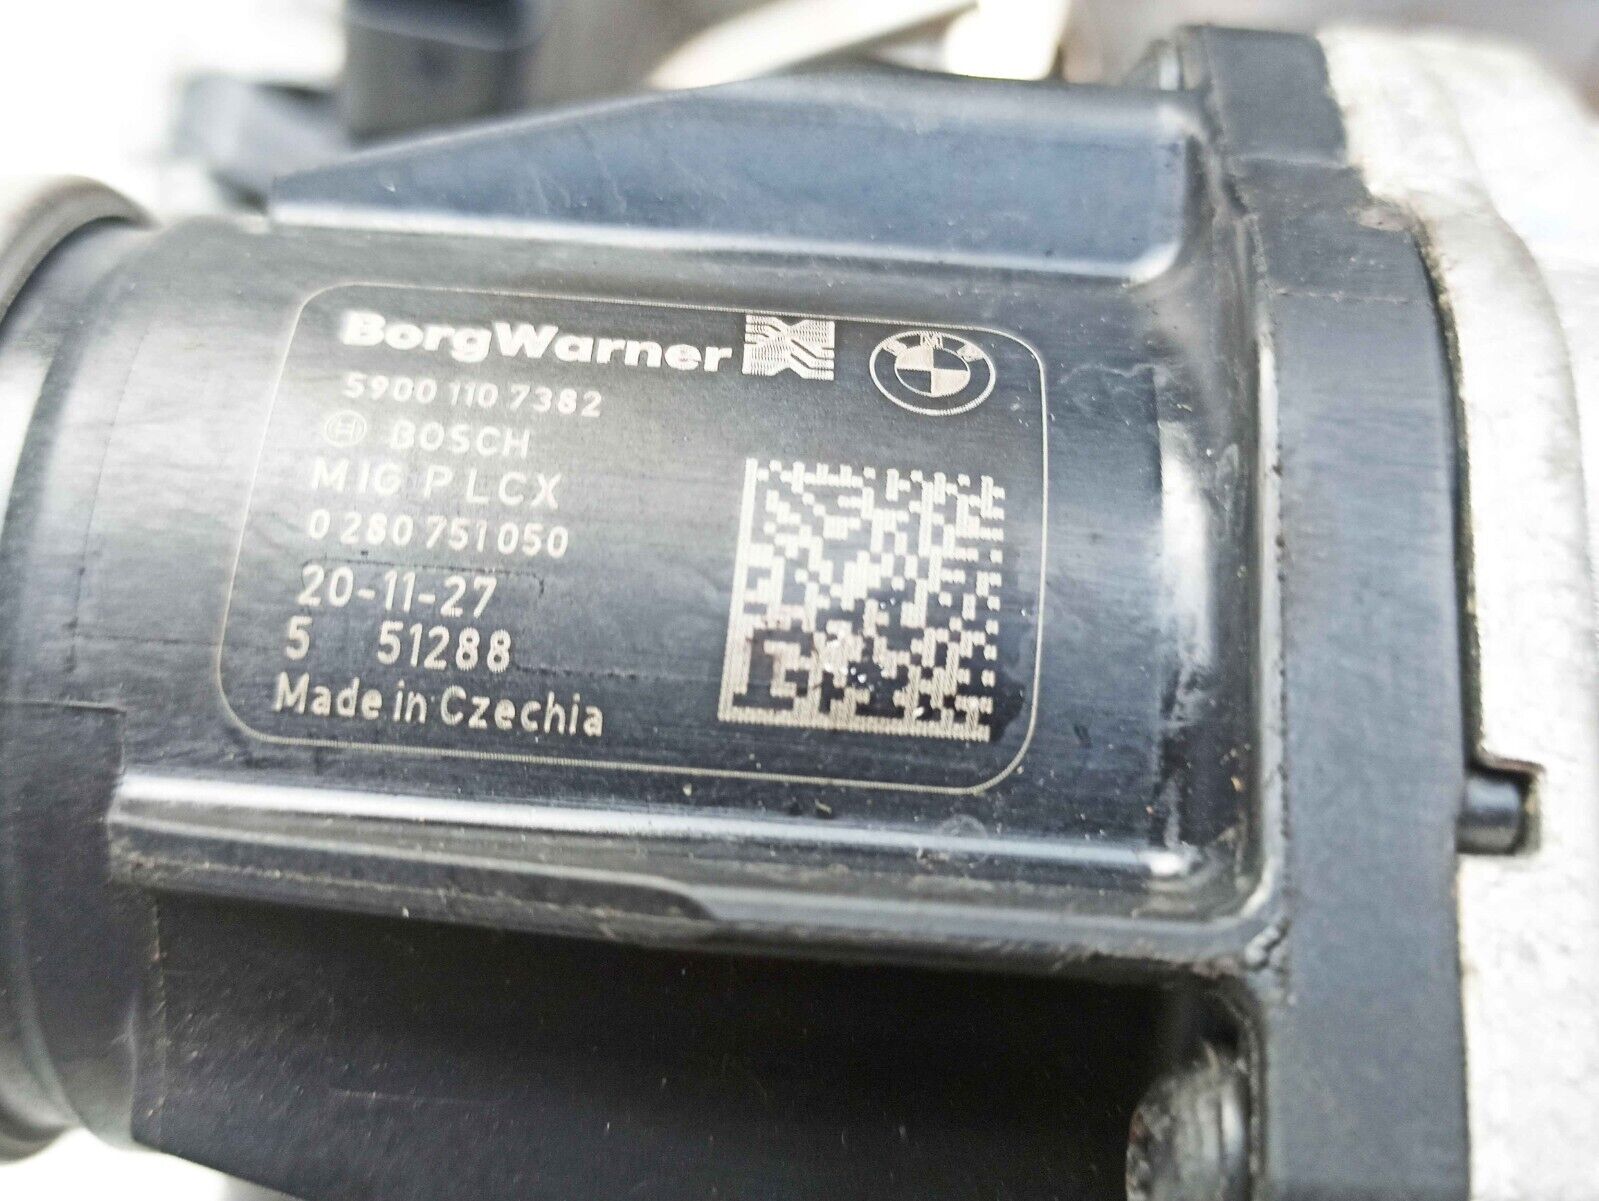 BorgWarner
BMW
5900 110 7382
BOSCH
MIG PLCX
0 280 751 050
20-11-27
5 51288
Made in Czechia